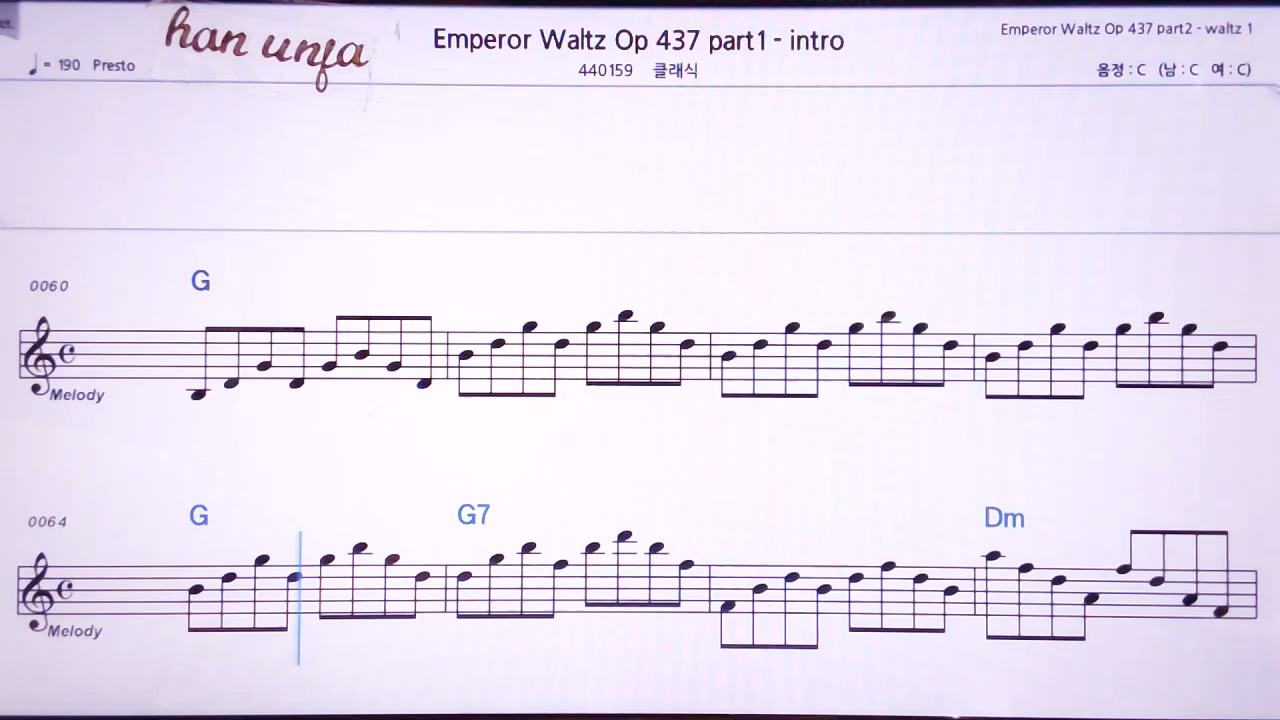 han unfa
Emperor Waltz Op 437 part1 - intro
Emperor Waltz Op 437 part2 - waltz 1
♩ = 190 Presto
440159 클래식
음정 : C (남 : C 여 : C)
0060
G
Melody
0064
G G7 Dm
Melody